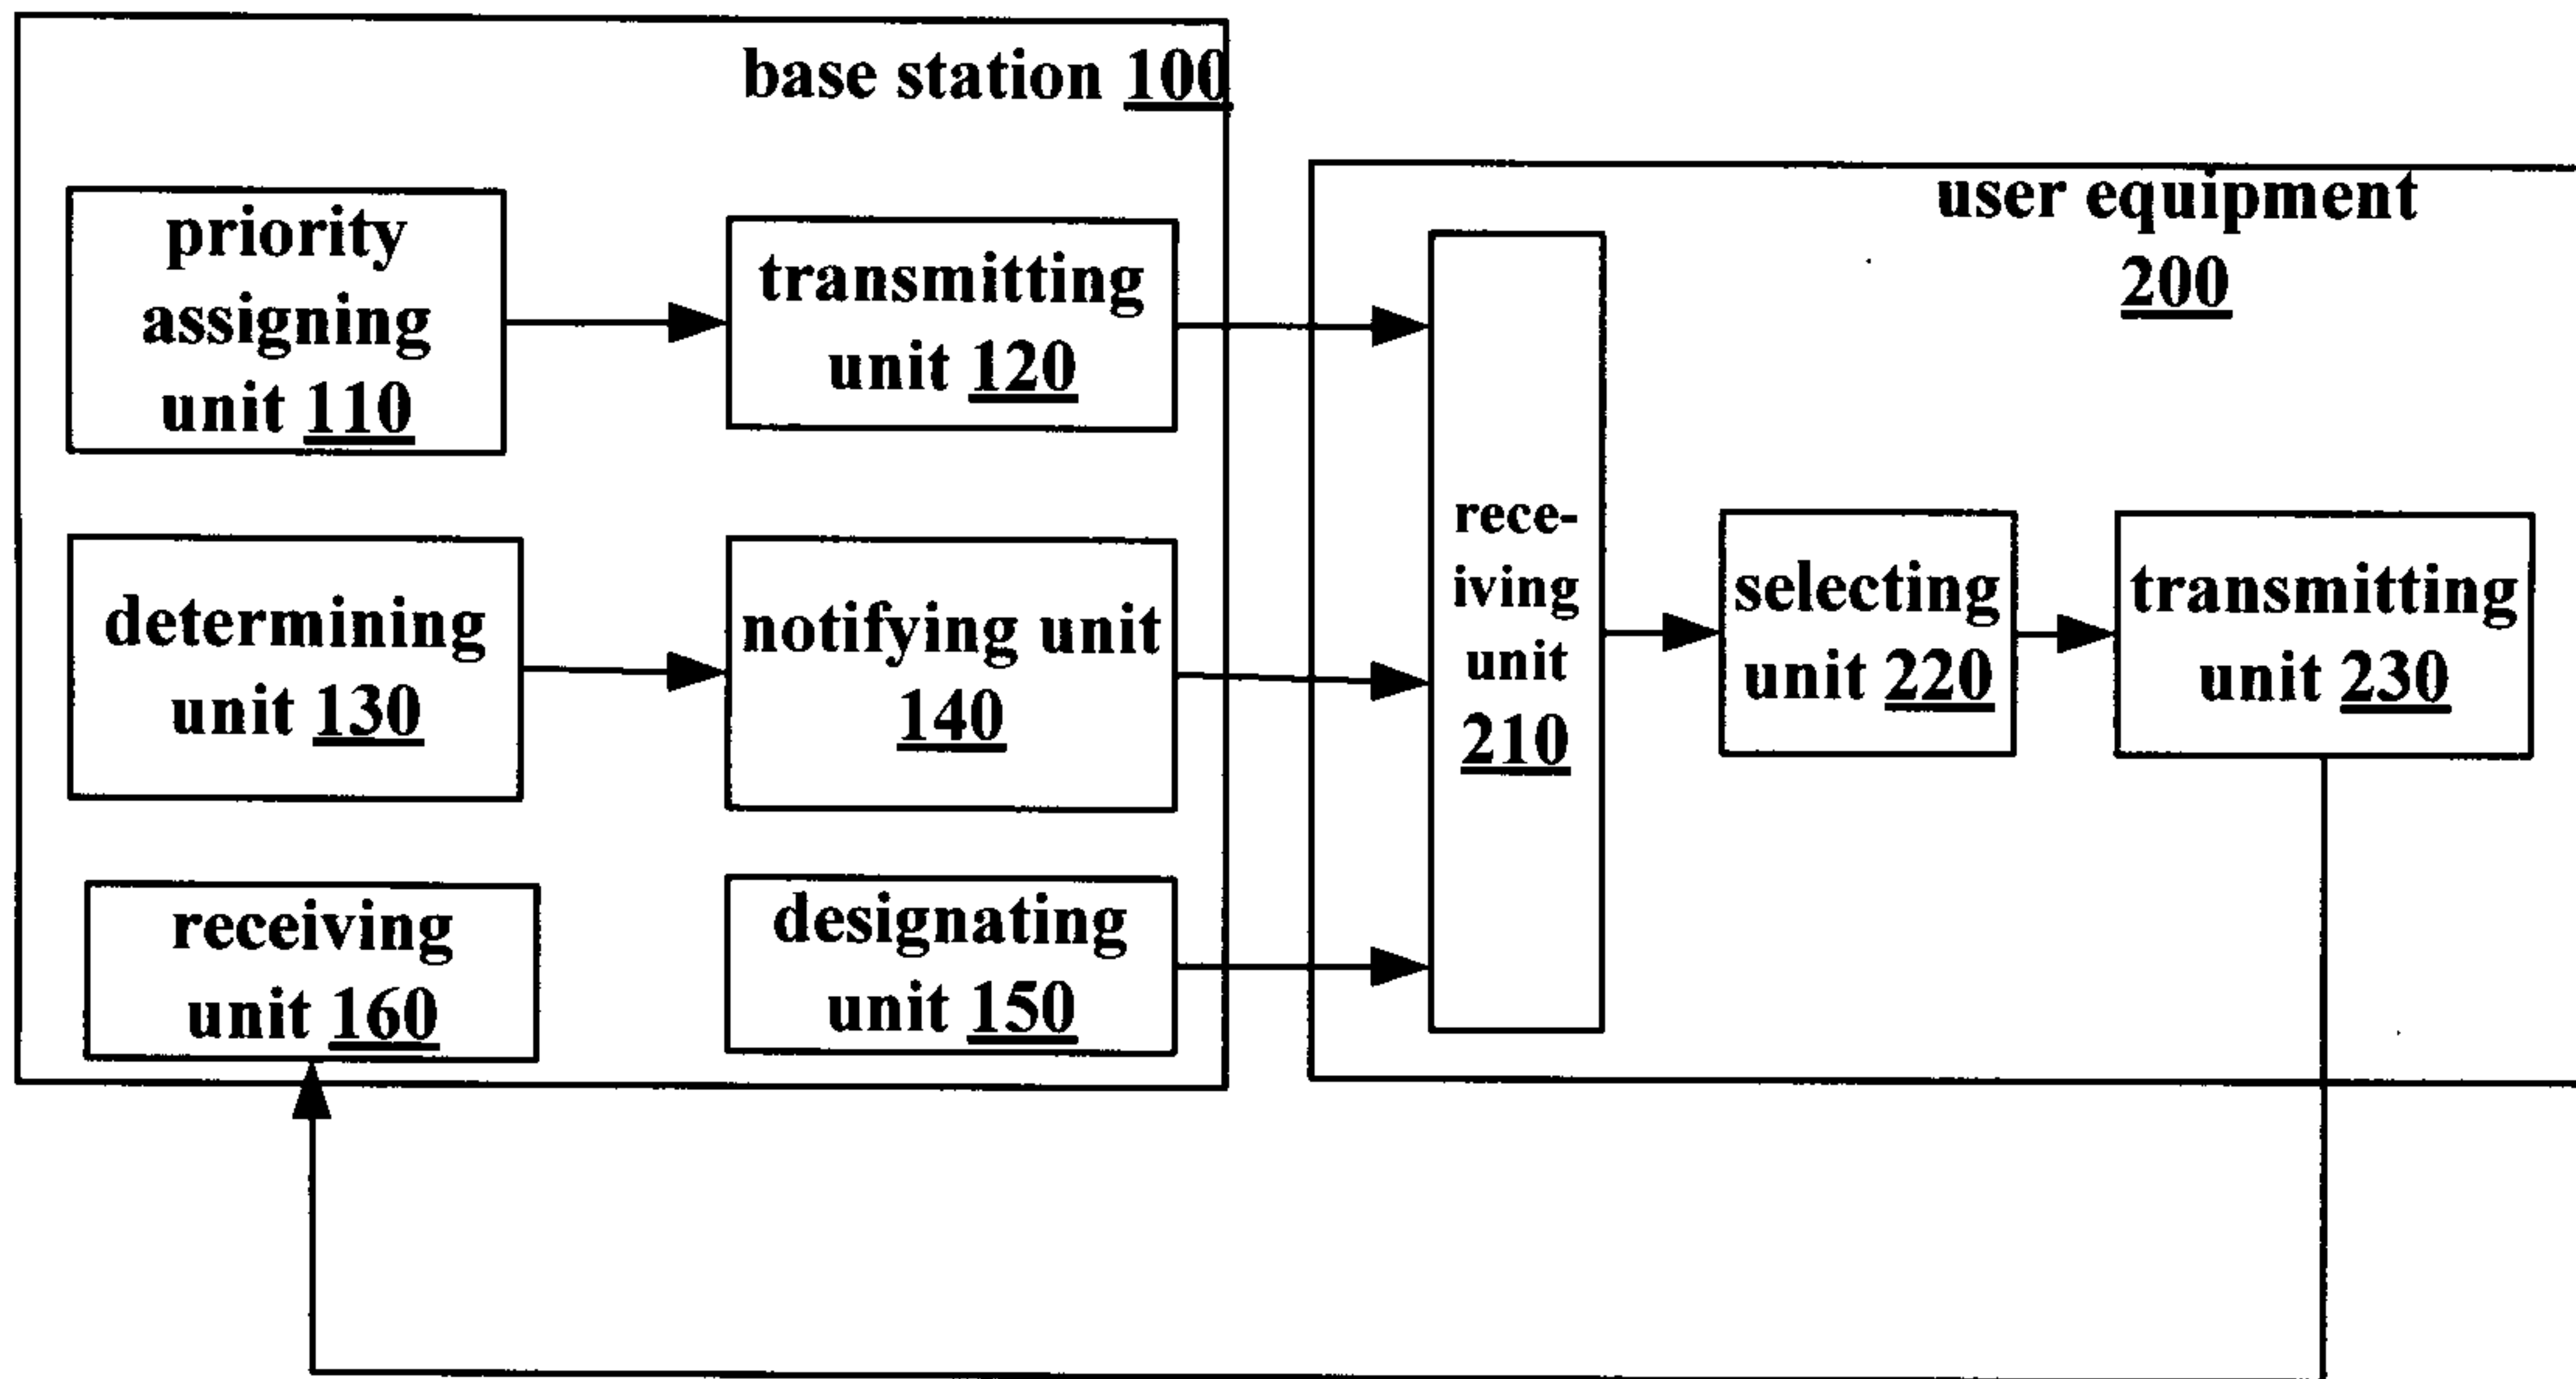 base station 100
priority
assigning
unit 110
transmitting
unit 120
determining
unit 130
notifying unit
140
receiving
unit 160
designating
unit 150
user equipment
200
rece-
iving
unit
210
selecting
unit 220
transmitting
unit 230